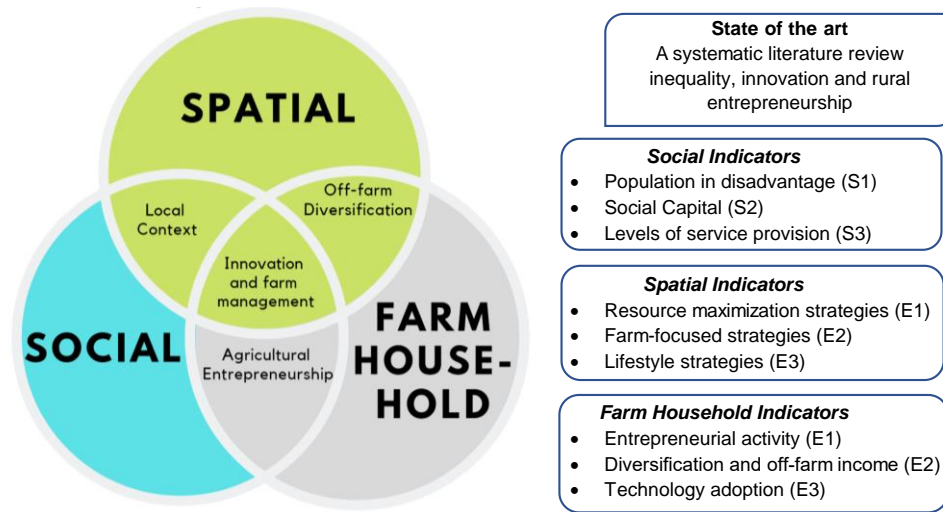 SPATIAL
Off-farm
Diversification
Local
Context
Innovation
and farm
management
SOCIAL
FARM
HOUSE-
HOLD
Agricultural
Entrepreneurship
State of the art
A systematic literature review
inequality, innovation and rural
entrepreneurship
Social Indicators
• Population in disadvantage (S1)
• Social Capital (S2)
• Levels of service provision (S3)
Spatial Indicators
• Resource maximization strategies (E1)
• Farm-focused strategies (E2)
• Lifestyle strategies (E3)
Farm Household Indicators
• Entrepreneurial activity (E1)
• Diversification and off-farm income (E2)
• Technology adoption (E3)